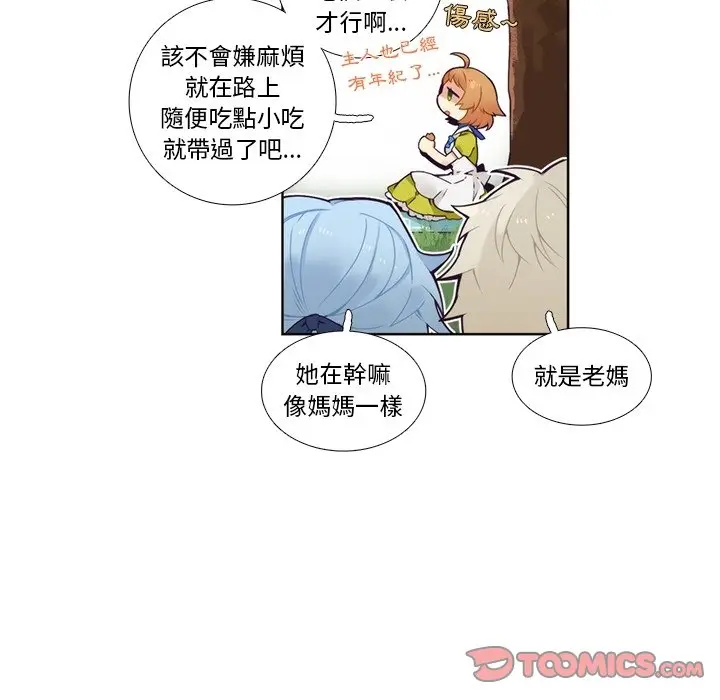 才行啊...
傷感~
主人也已經
有年紀了...
該不會嫌麻煩
就在路上
隨便吃點小吃
就帶過了吧...
她在幹嘛
像媽媽一樣
就是老媽
TOOMICS.COM